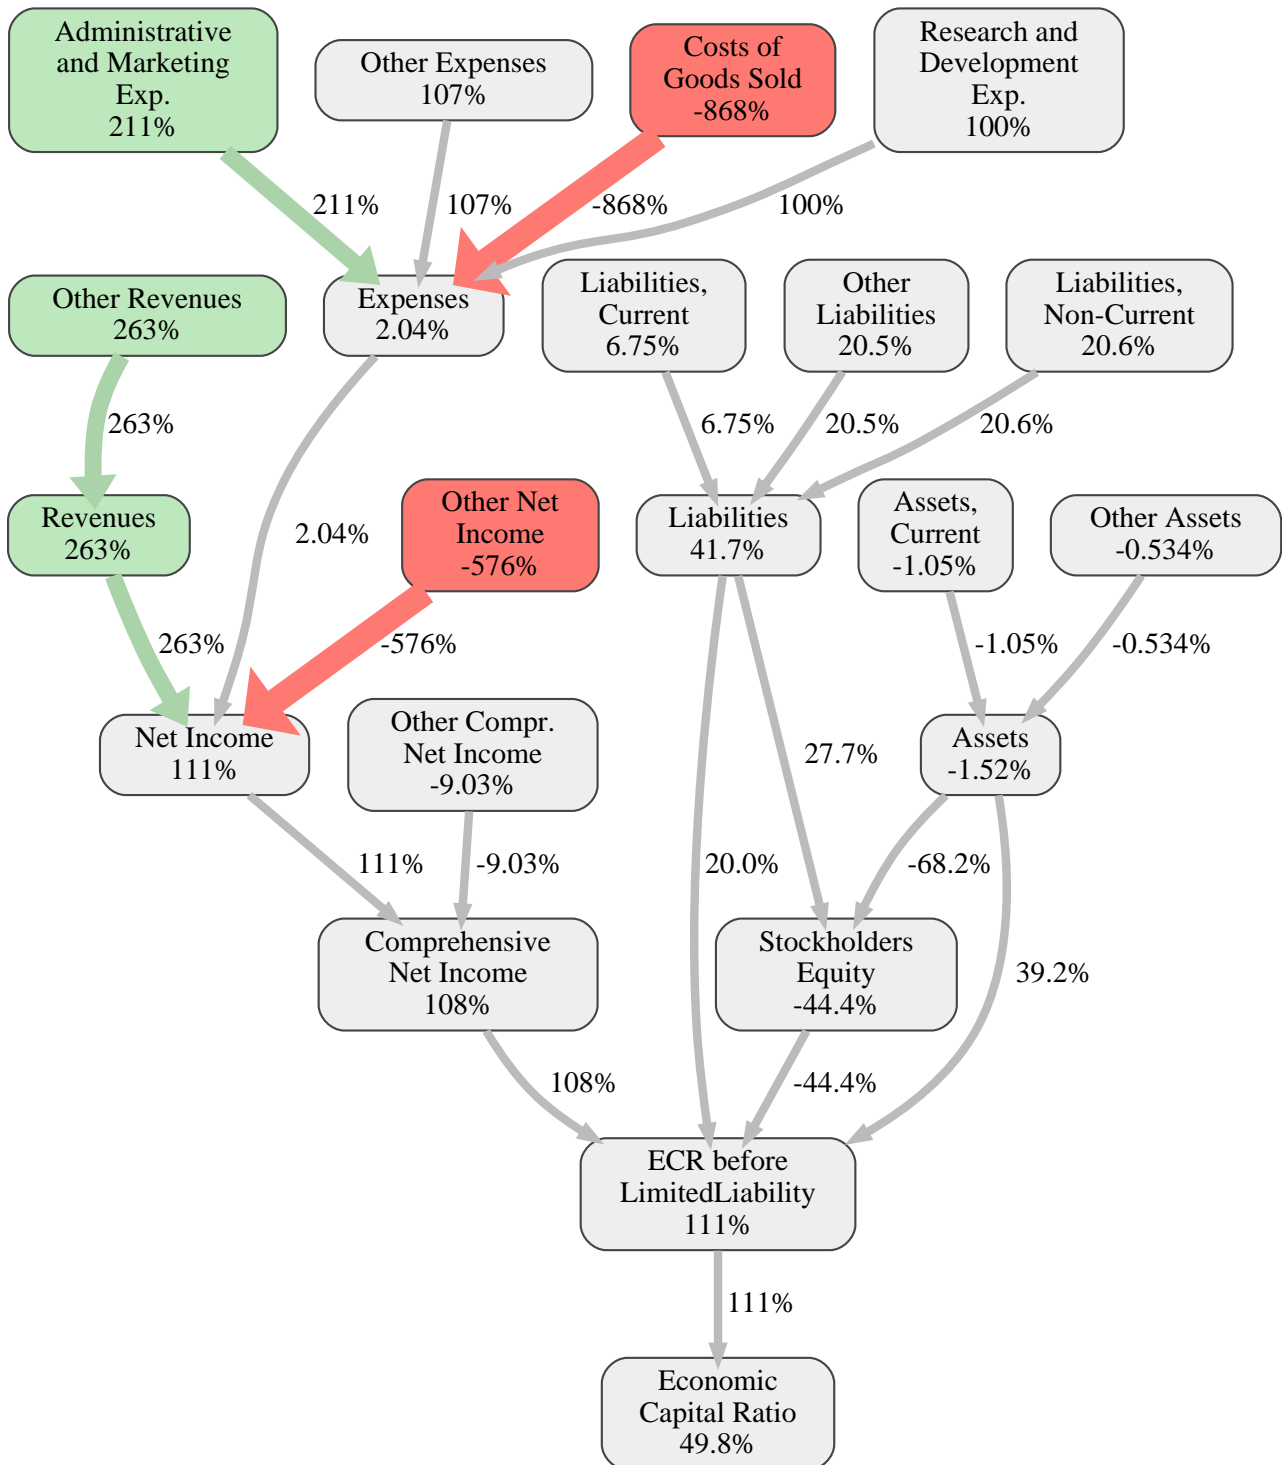 Administrative
and Marketing
Exp.
211%
Other Expenses
107%
Costs of
Goods Sold
-868%
Research and
Development
Exp.
100%
211%
107%
-868%
100%
Other Revenues
263%
Expenses
2.04%
Liabilities,
Current
6.75%
Other
Liabilities
20.5%
Liabilities,
Non-Current
20.6%
263%
6.75%
20.5%
20.6%
Revenues
263%
2.04%
Other Net
Income
-576%
Liabilities
41.7%
Assets,
Current
-1.05%
Other Assets
-0.534%
263%
-576%
-1.05%
-0.534%
Net Income
111%
Other Compr.
Net Income
-9.03%
27.7%
Assets
-1.52%
111%
-9.03%
20.0%
-68.2%
Comprehensive
Net Income
108%
Stockholders
Equity
-44.4%
39.2%
108%
-44.4%
ECR before
LimitedLiability
111%
111%
Economic
Capital Ratio
49.8%